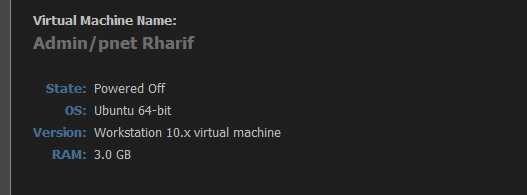 Virtual Machine Name:
Admin/pnet Rharif
State: Powered Off
OS: Ubuntu 64-bit
Version: Workstation 10.x virtual machine
RAM: 3.0 GB